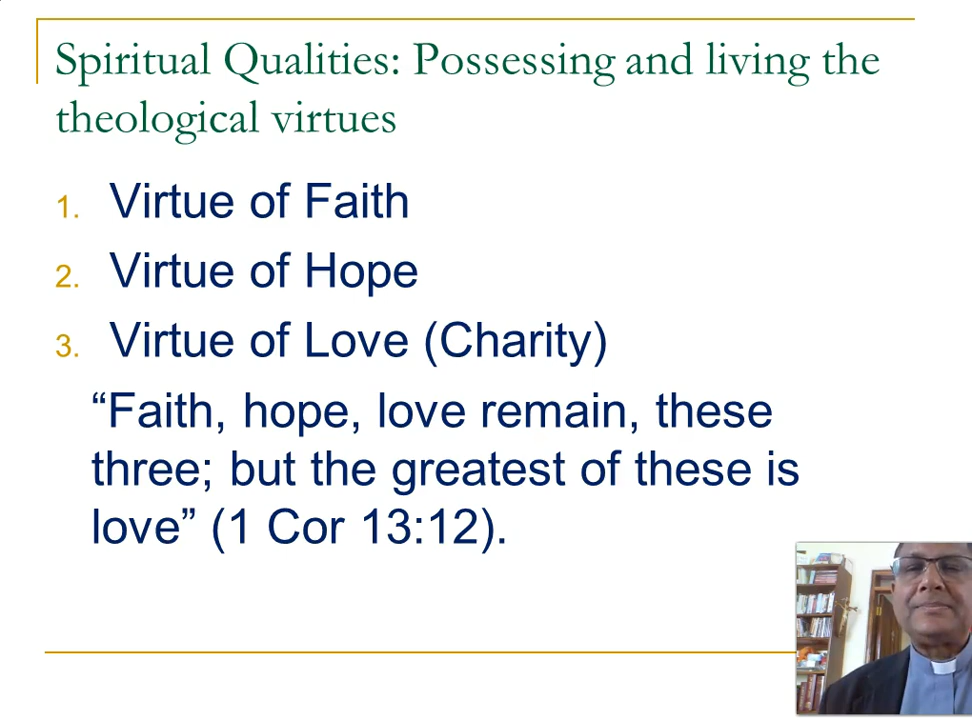 Spiritual Qualities: Possessing and living the
theological virtues
1. Virtue of Faith
2. Virtue of Hope
3. Virtue of Love (Charity)
“Faith, hope, love remain, these
three; but the greatest of these is
love” (1 Cor 13:12).